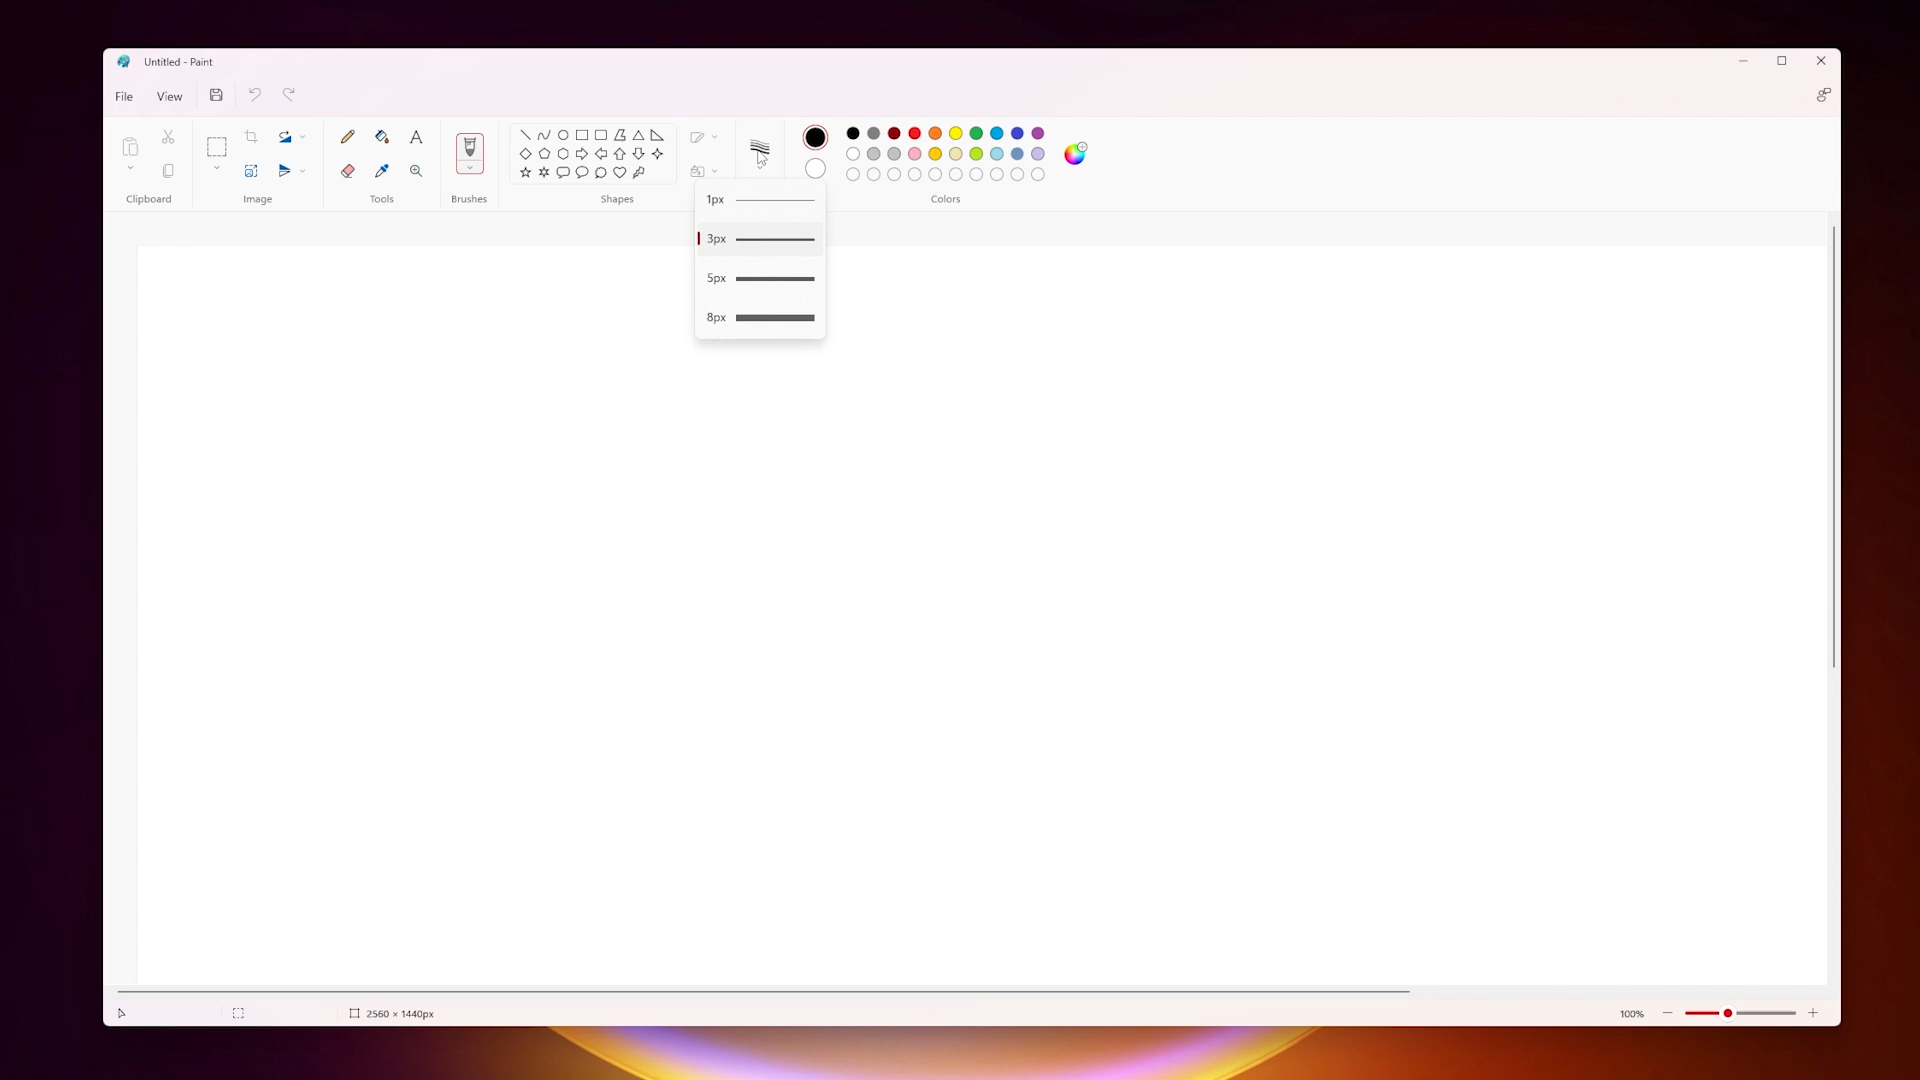 Untitled - Paint
File View
Clipboard Image Tools Brushes Shapes Colors
1px
3px
5px
8px
2560 × 1440px 100%